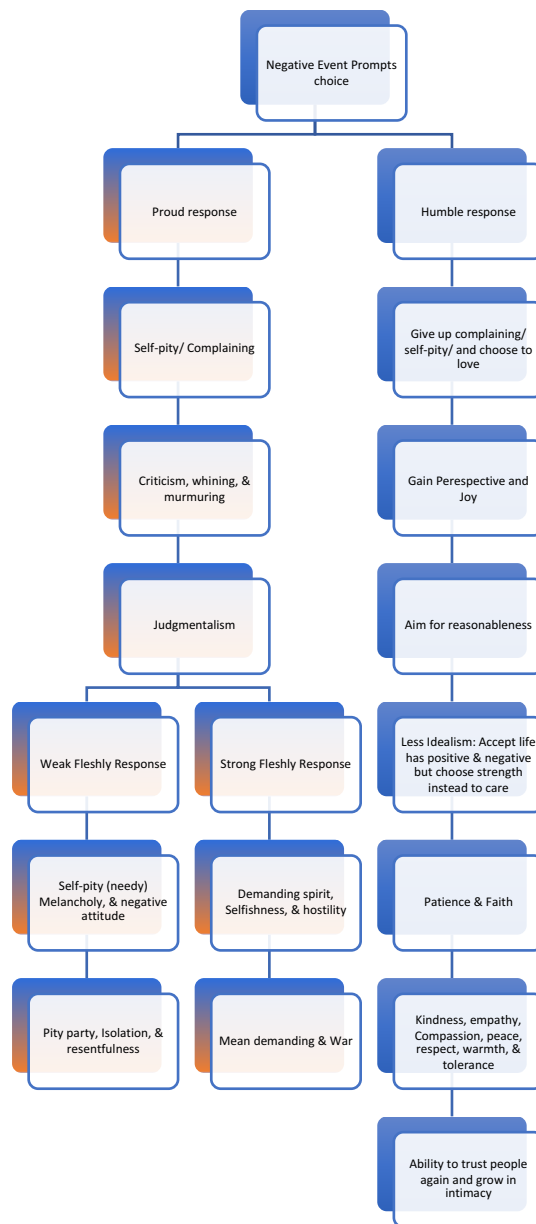 Negative Event Prompts
choice
Proud response
Humble response
Self-pity/ Complaining
Give up complaining/
self-pity/ and choose to
love
Criticism, whining, &
murmuring
Gain Perespective and
Joy
Judgmentalism
Aim for reasonableness
Weak Fleshly Response
Strong Fleshly Response
Less Idealism: Accept life
has positive & negative
but choose strength
instead to care
Self-pity (needy)
Melancholy, & negative
attitude
Demanding spirit,
Selfishness, & hostility
Patience & Faith
Pity party, Isolation, &
resentfulness
Mean demanding & War
Kindness, empathy,
Compassion, peace,
respect, warmth, &
tolerance
Ability to trust people
again and grow in
intimacy